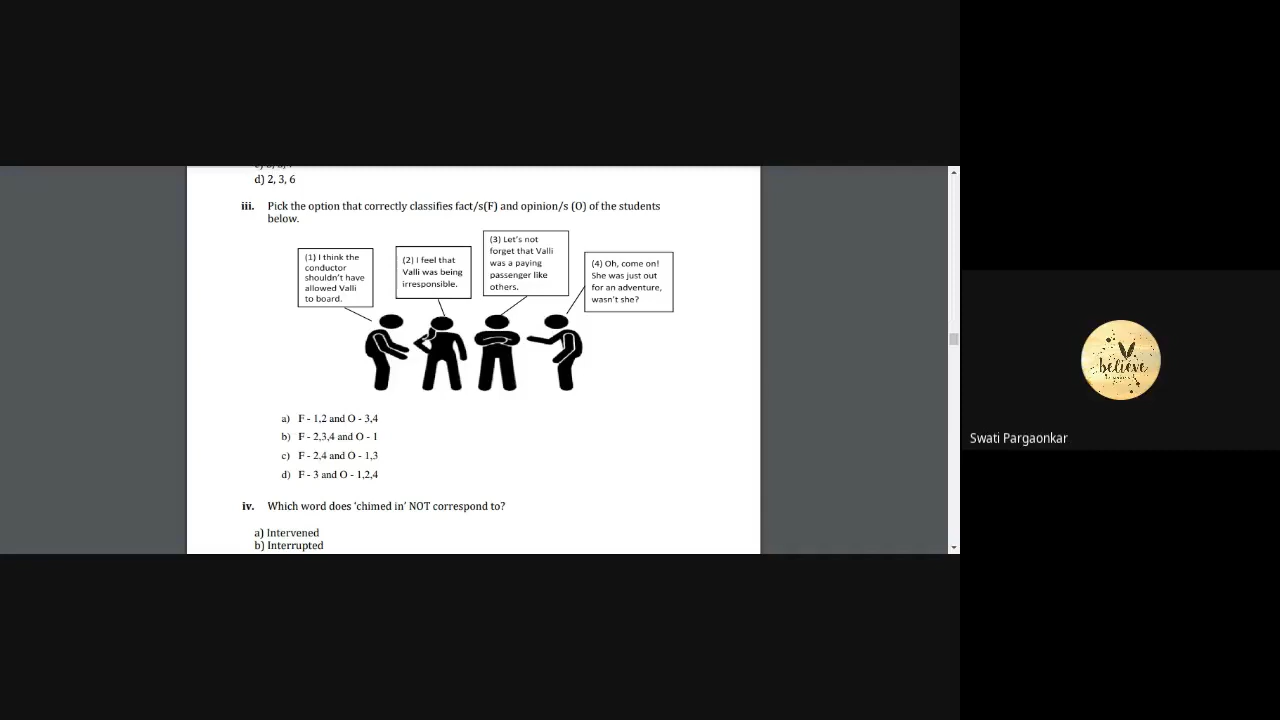 d) 2, 3, 6
iii. Pick the option that correctly classifies fact/s(F) and opinion/s (O) of the students
below.
(1) I think the
conductor
shouldn't have
allowed Valli
to board.
(2) I feel that
Valli was being
irresponsible.
(3) Let's not
forget that Valli
was a paying
passenger like
others.
(4) Oh, come on!
She was just out
for an adventure,
wasn't she?
a) F - 1,2 and O - 3,4
b) F - 2,3,4 and O - 1
c) F - 2,4 and O - 1,3
d) F - 3 and O - 1,2,4
iv. Which word does 'chimed in' NOT correspond to?
a) Intervened
b) Interrupted
believe
Swati Pargaonkar